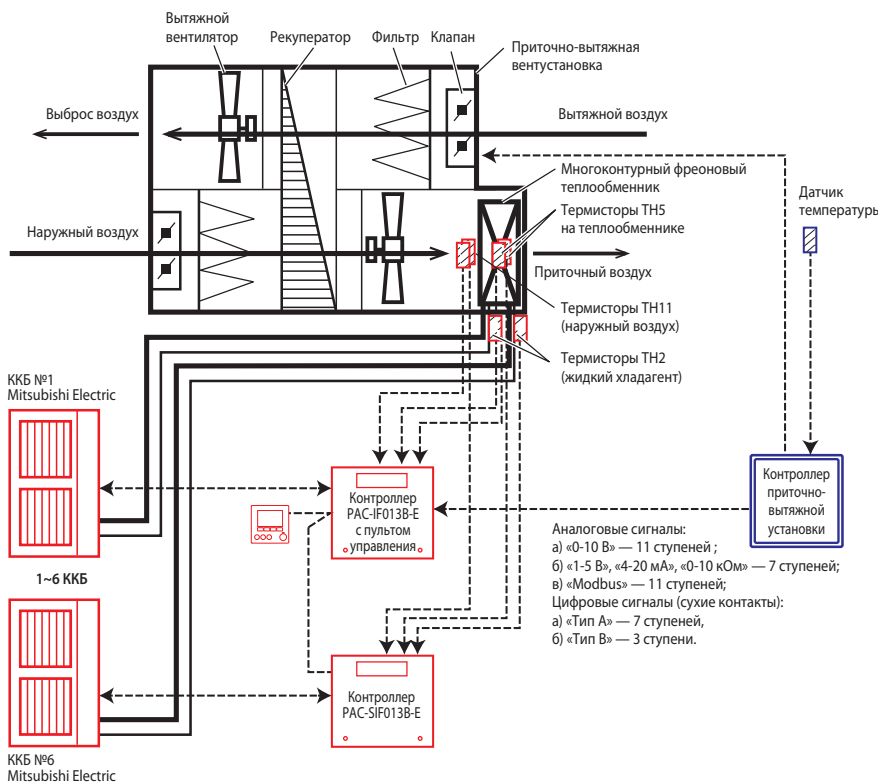 Вытяжной
вентилятор
Рекуператор
Фильтр
Клапан
Приточно-вытяжная
вентустановка
Выброс воздух
Вытяжной воздух
Многоконтурный фреоновый
теплообменник
Датчик
температуры
Термисторы TH5
на теплообменнике
Наружный воздух
Приточный воздух
Термисторы TH11
(наружный воздух)
Термисторы TH2
(жидкий хладагент)
ККБ №1
Mitsubishi Electric
Контроллер
PAC-IF013B-E
с пультом
управления
Контроллер
приточно-
вытяжной
установки
Аналоговые сигналы:
а) «0-10 В» — 11 ступеней ;
б) «1-5 В», «4-20 мА», «0-10 кОм» — 7 ступеней;
в) «Modbus» — 11 ступеней;
Цифровые сигналы (сухие контакты):
а) «Тип А» — 7 ступеней,
б) «Тип В» — 3 ступени.
1~6 ККБ
Контроллер
PAC-SIF013B-E
ККБ №6
Mitsubishi Electric